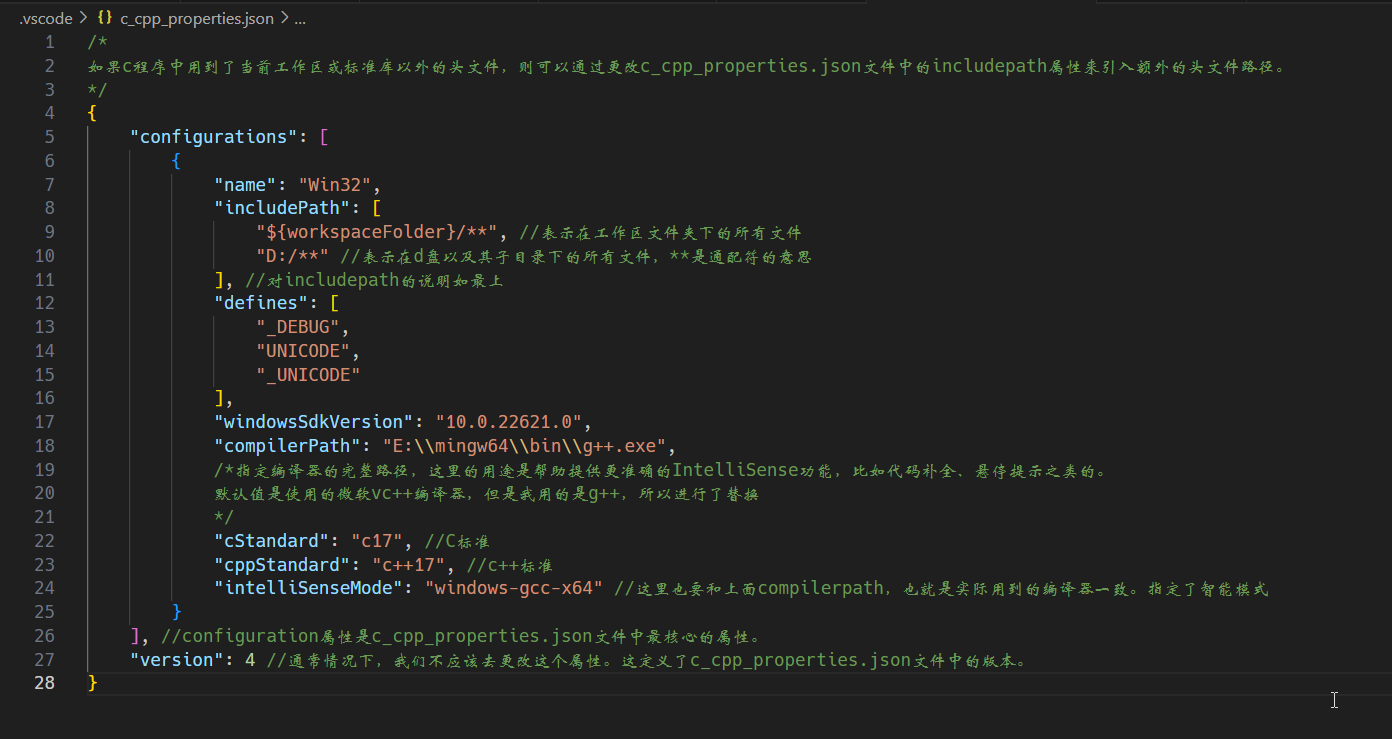 .vscode > {} c_cpp_properties.json > ...
1 /*
2 如果C程序中用到了当前工作区或标准库以外的头文件，则可以通过更改c_cpp_properties.json文件中的includepath属性来引入额外的头文件路径。
3 */
4 {
5 "configurations": [
6 {
7 "name": "Win32",
8 "includePath": [
9 "${workspaceFolder}/**", //表示在工作区文件夹下的所有文件
10 "D:/**" //表示在d盘以及其子目录下的所有文件，**是通配符的意思
11 ], //对includepath的说明如最上
12 "defines": [
13 "_DEBUG",
14 "UNICODE",
15 "_UNICODE"
16 ],
17 "windowsSdkVersion": "10.0.22621.0",
18 "compilerPath": "E:\\mingw64\\bin\\g++.exe",
19 /*指定编译器的完整路径，这里的用途是帮助提供更准确的IntelliSense功能，比如代码补全、悬停提示之类的。
20 默认值是使用的微软vc++编译器，但是我用的是g++，所以进行了替换
21 */
22 "cStandard": "c17", //C标准
23 "cppStandard": "c++17", //c++标准
24 "intelliSenseMode": "windows-gcc-x64" //这里也要和上面compilerpath，也就是实际用到的编译器一致。指定了智能模式
25 }
26 ], //configuration属性是c_cpp_properties.json文件中最核心的属性。
27 "version": 4 //通常情况下，我们不应该去更改这个属性。这定义了c_cpp_properties.json文件中的版本。
28 }